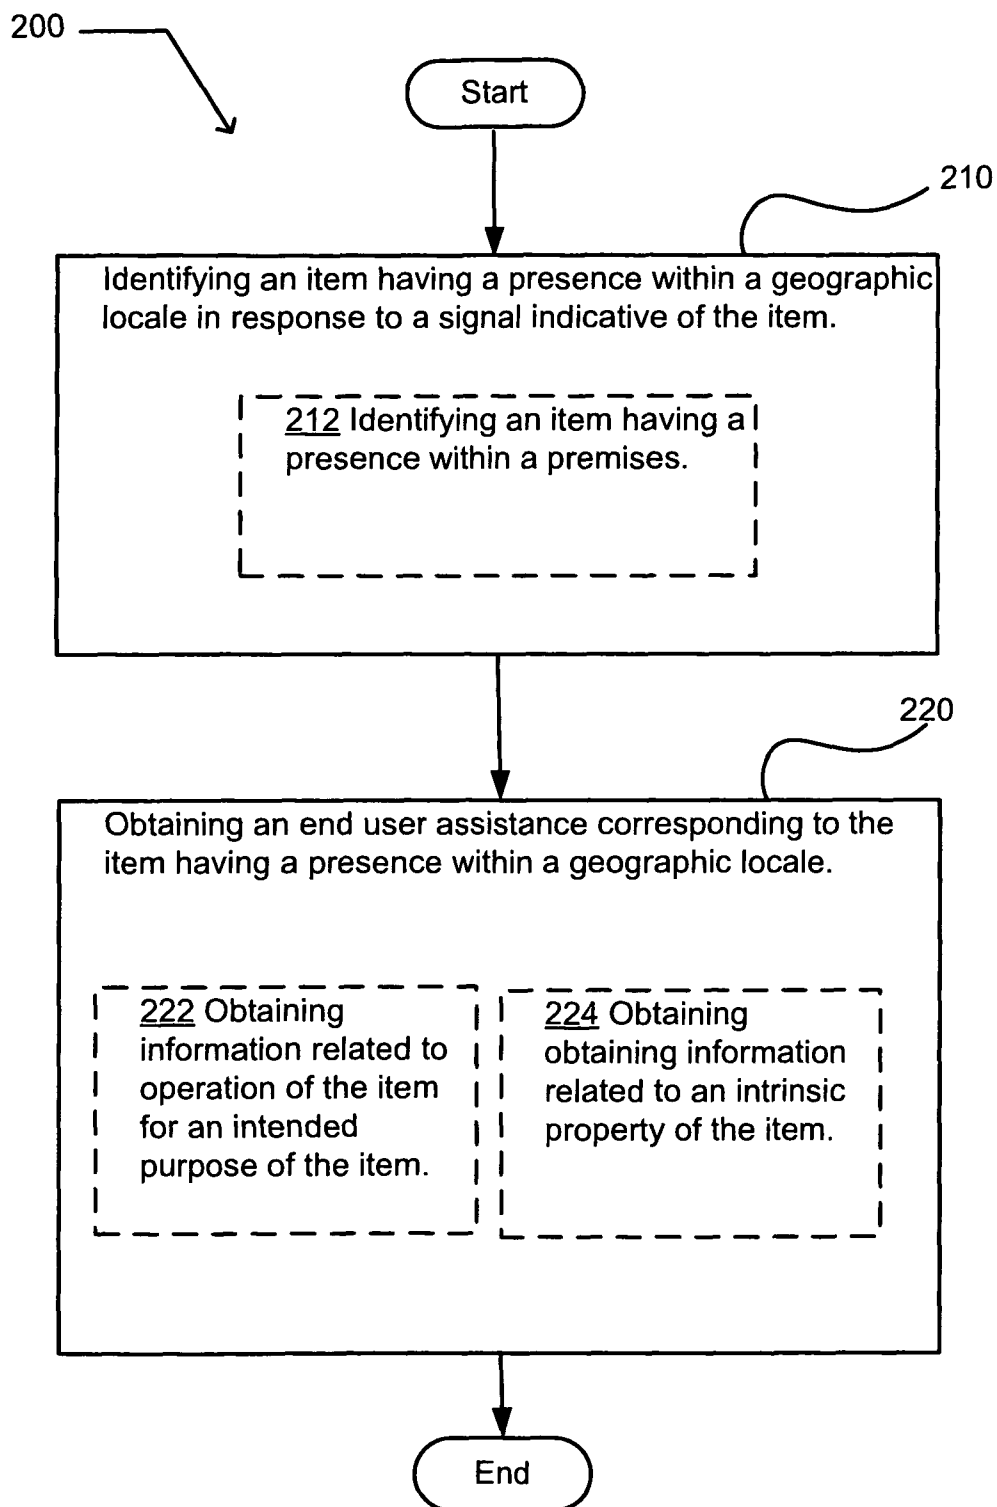 200
Start
210
Identifying an item having a presence within a geographic
locale in response to a signal indicative of the item.
212 Identifying an item having a
presence within a premises.
220
Obtaining an end user assistance corresponding to the
item having a presence within a geographic locale.
222 Obtaining
information related to
operation of the item
for an intended
purpose of the item.
224 Obtaining
obtaining information
related to an intrinsic
property of the item.
End